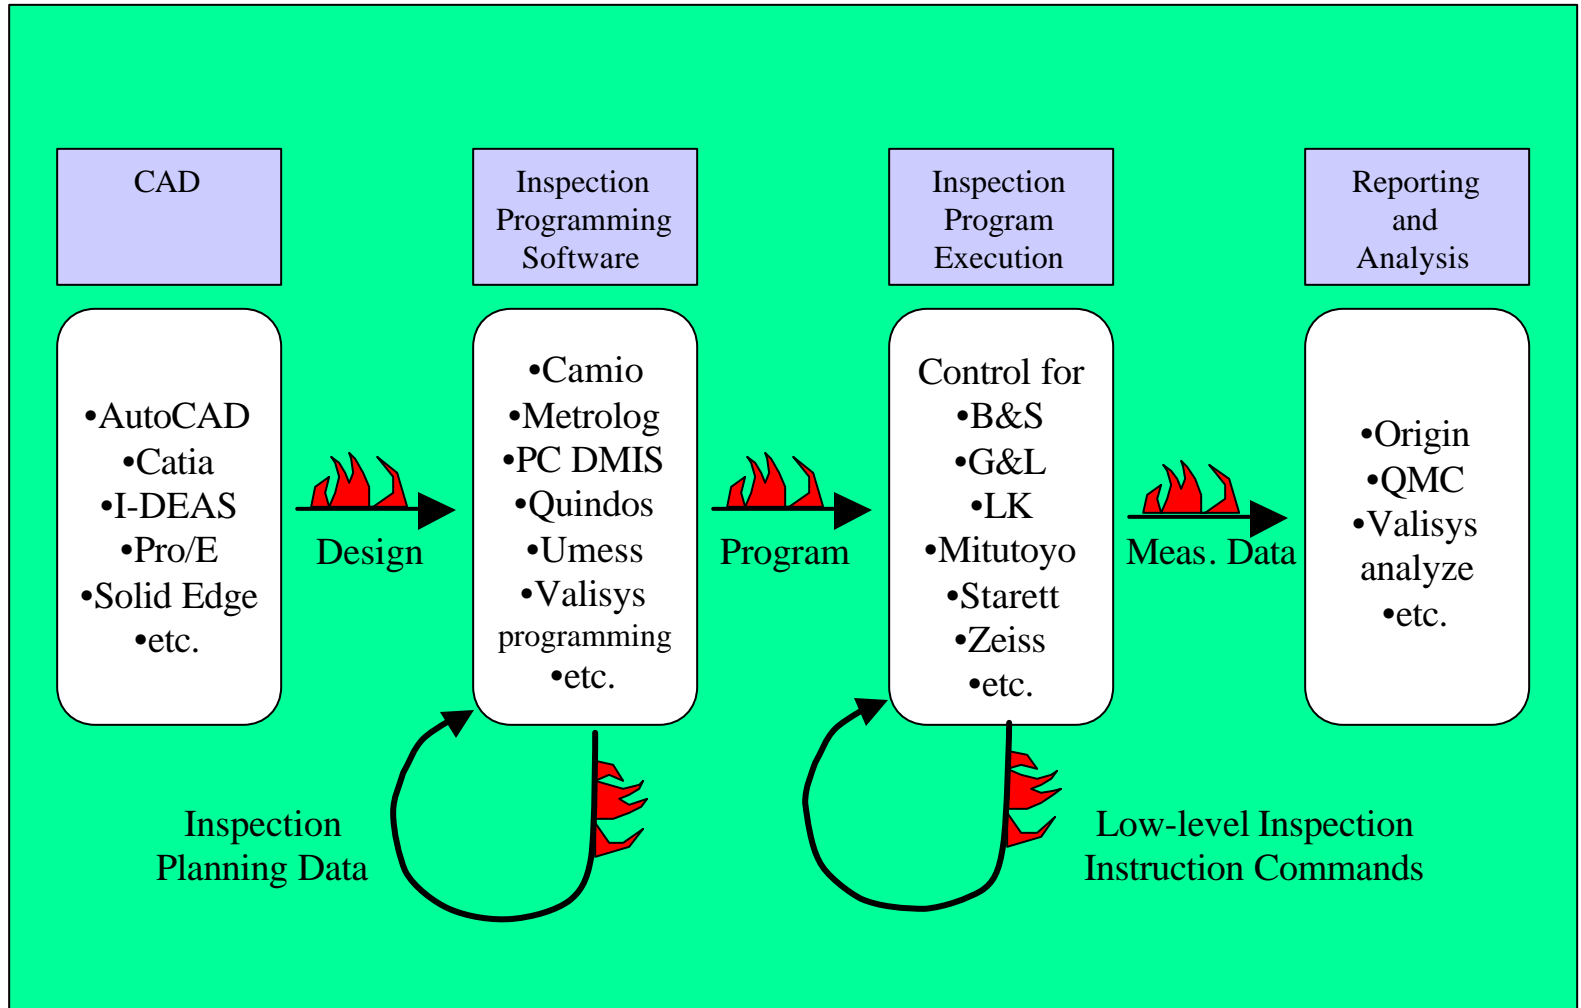 CAD
Inspection
Programming
Software
Inspection
Program
Execution
Reporting
and
Analysis
•AutoCAD
•Catia
•I-DEAS
•Pro/E
•Solid Edge
•etc.
Design
•Camio
•Metrolog
•PC DMIS
•Quindos
•Umess
•Valisys
programming
•etc.
Program
Control for
•B&S
•G&L
•LK
•Mitutoyo
•Starett
•Zeiss
•etc.
Meas. Data
•Origin
•QMC
•Valisys
analyze
•etc.
Inspection
Planning Data
Low-level Inspection
Instruction Commands